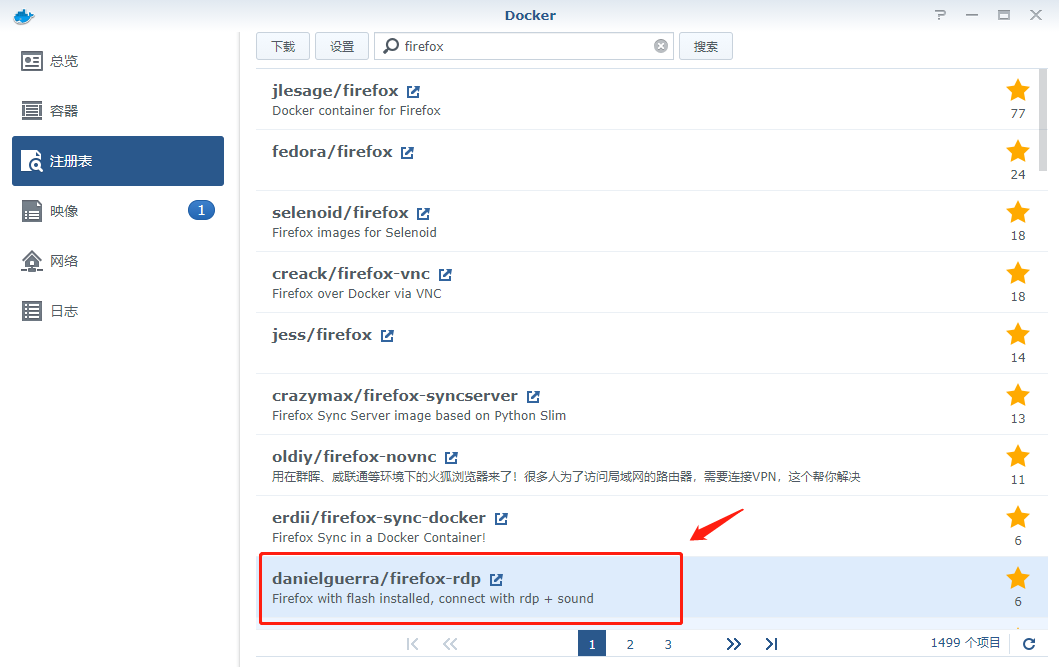 Docker
总览
容器
注册表
映像
1
网络
日志
下载
设置
firefox
搜索
jlesage/firefox
Docker container for Firefox
77
fedora/firefox
24
selenoid/firefox
Firefox images for Selenoid
18
creack/firefox-vnc
Firefox over Docker via VNC
18
jess/firefox
14
crazymax/firefox-syncserver
Firefox Sync Server image based on Python Slim
13
oldiy/firefox-novnc
用在群晖、威联通等环境下的火狐浏览器来了！很多人为了访问局域网的路由器，需要连接VPN，这个帮你解决
11
erdii/firefox-sync-docker
Firefox Sync in a Docker Container!
6
danielguerra/firefox-rdp
Firefox with flash installed, connect with rdp + sound
6
1 2 3
1499 个项目